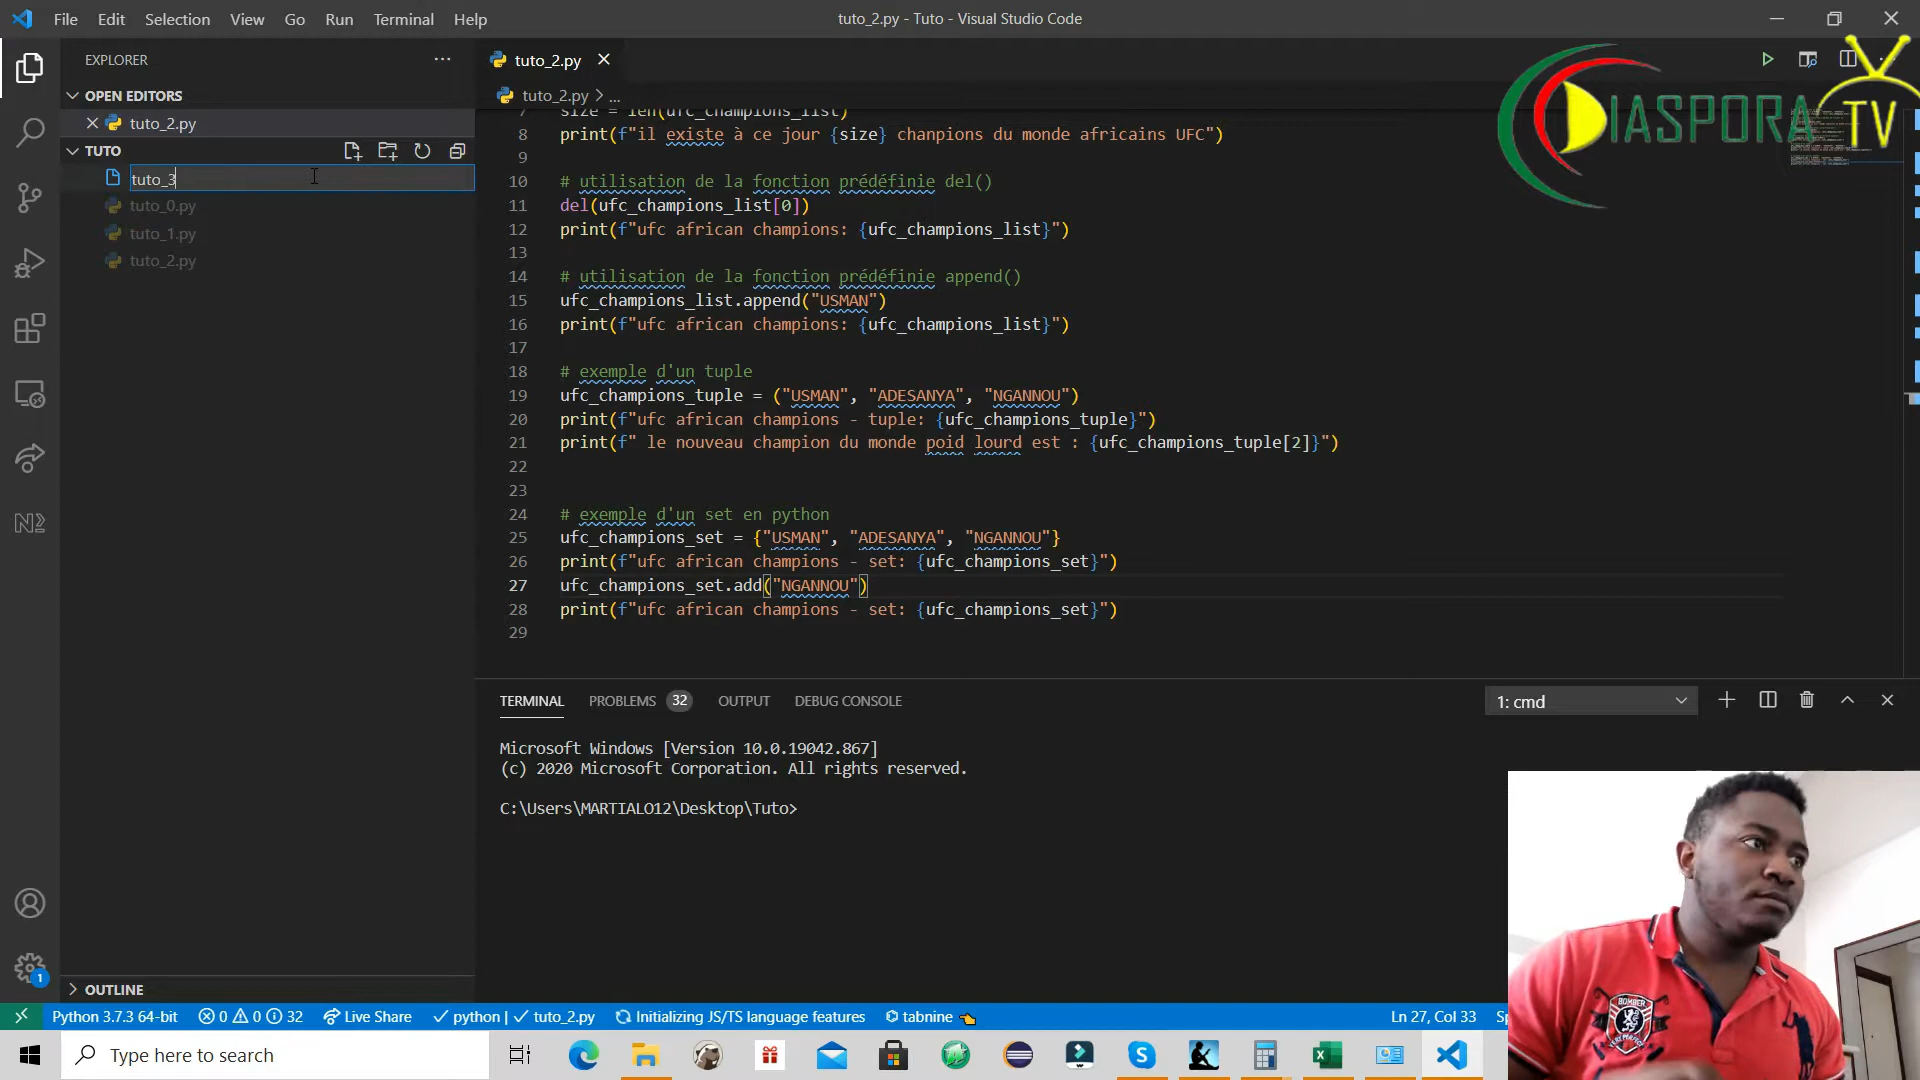 File Edit Selection View Go Run Terminal Help
tuto_2.py - Tuto - Visual Studio Code
EXPLORER
OPEN EDITORS
tuto_2.py
TUTO
tuto_3
tuto_0.py
tuto_1.py
tuto_2.py
OUTLINE
tuto_2.py
tuto_2.py > ...
DIASPORA TV
7 size = len(ufc_champions_list)
8 print(f"il existe à ce jour {size} chanpions du monde africains UFC")
9
10 # utilisation de la fonction prédéfinie del()
11 del(ufc_champions_list[0])
12 print(f"ufc african champions: {ufc_champions_list}")
13
14 # utilisation de la fonction prédéfinie append()
15 ufc_champions_list.append("USMAN")
16 print(f"ufc african champions: {ufc_champions_list}")
17
18 # exemple d'un tuple
19 ufc_champions_tuple = ("USMAN", "ADESANYA", "NGANNOU")
20 print(f"ufc african champions - tuple: {ufc_champions_tuple}")
21 print(f" le nouveau champion du monde poid lourd est : {ufc_champions_tuple[2]}")
22
23
24 # exemple d'un set en python
25 ufc_champions_set = {"USMAN", "ADESANYA", "NGANNOU"}
26 print(f"ufc african champions - set: {ufc_champions_set}")
27 ufc_champions_set.add("NGANNOU")
28 print(f"ufc african champions - set: {ufc_champions_set}")
29
TERMINAL PROBLEMS 32 OUTPUT DEBUG CONSOLE 1: cmd
Microsoft Windows [Version 10.0.19042.867]
(c) 2020 Microsoft Corporation. All rights reserved.
C:\Users\MARTIALO12\Desktop\Tuto>
BOMBER
1
Python 3.7.3 64-bit 0 0 32 Live Share python | tuto_2.py Initializing JS/TS language features tabnine Ln 27, Col 33
Type here to search